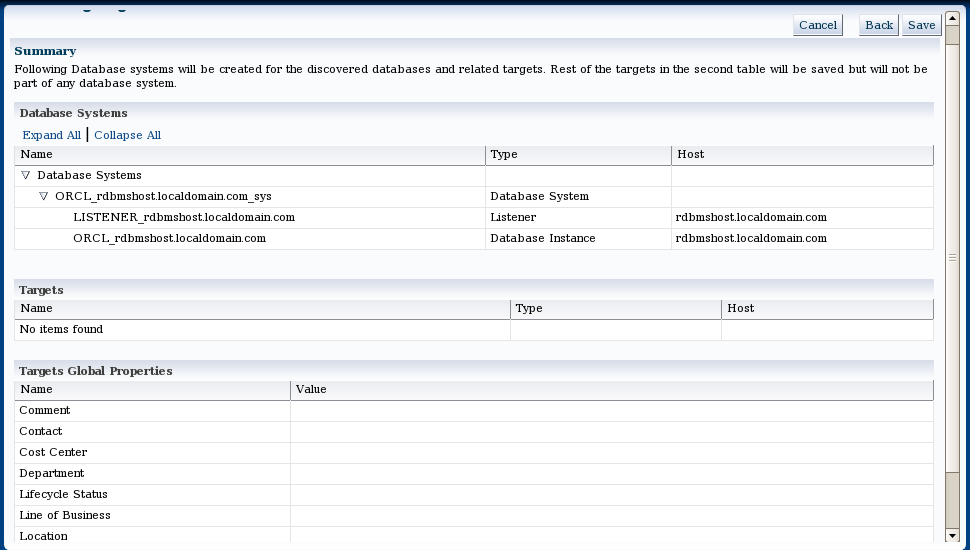 Cancel Back Save
Summary
Following Database systems will be created for the discovered databases and related targets. Rest of the targets in the second table will be saved but will not be
part of any database system.
Database Systems
Expand All | Collapse All
Name Type Host
Database Systems
ORCL_rdbmshost.localdomain.com_sys Database System
LISTENER_rdbmshost.localdomain.com Listener rdbmshost.localdomain.com
ORCL_rdbmshost.localdomain.com Database Instance rdbmshost.localdomain.com
Targets
Name Type Host
No items found
Targets Global Properties
Name Value
Comment
Contact
Cost Center
Department
Lifecycle Status
Line of Business
Location